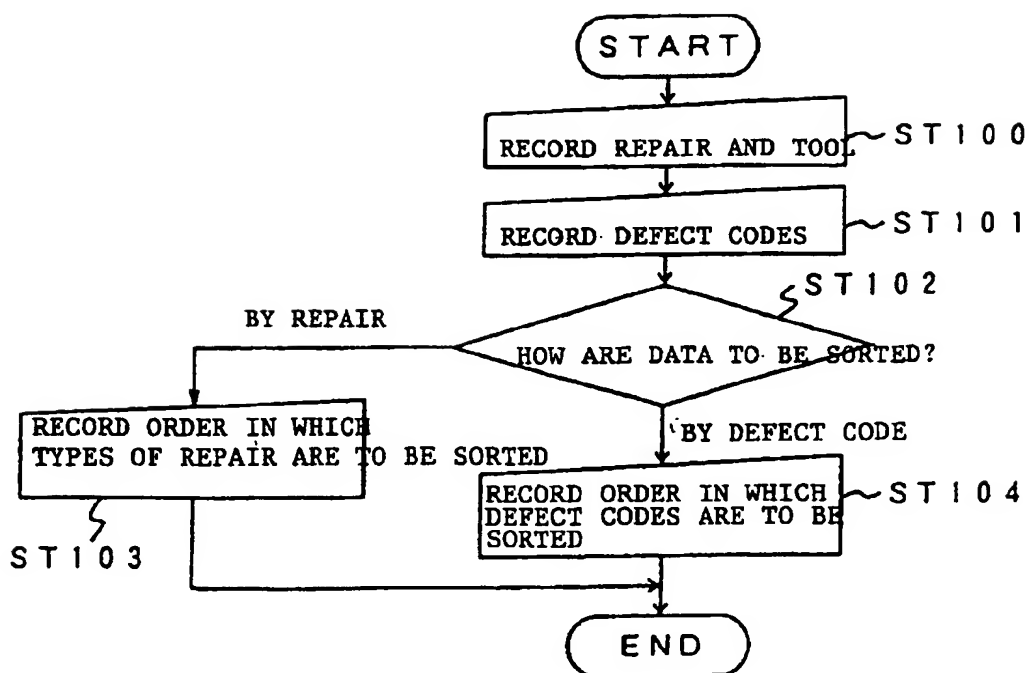 START
RECORD REPAIR AND TOOL
ST100
RECORD DEFECT CODES
ST101
ST102
BY REPAIR
HOW ARE DATA TO BE SORTED?
RECORD ORDER IN WHICH
TYPES OF REPAIR ARE TO BE SORTED
BY DEFECT CODE
RECORD ORDER IN WHICH
DEFECT CODES ARE TO BE
SORTED
ST104
ST103
END